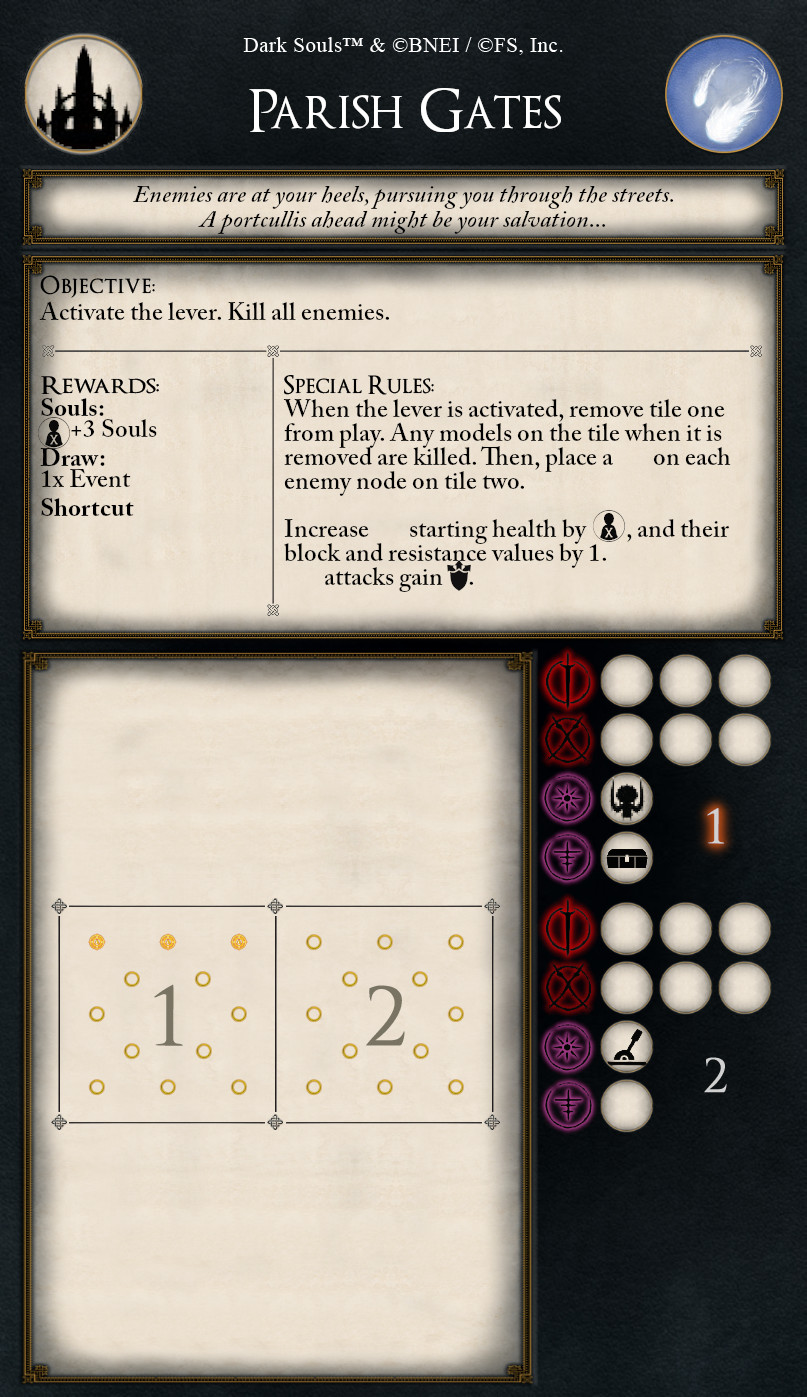 Dark Souls™ & ©BNEI / ©FS, Inc.
Parish Gates
Enemies are at your heels, pursuing you through the streets.
A portcullis ahead might be your salvation...
Objective:
Activate the lever. Kill all enemies.
Rewards:
Souls:
X +3 Souls
Draw:
1x Event
Shortcut
Special Rules:
When the lever is activated, remove tile one
from play. Any models on the tile when it is
removed are killed. Then, place a on each
enemy node on tile two.
Increase starting health by X, and their
block and resistance values by 1.
attacks gain .
1
2
1
2